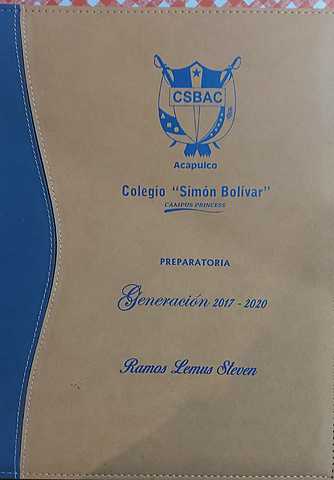 CSBAC
Acapulco
Colegio "Simón Bolívar"
CAMPUS PRINCESS
PREPARATORIA
Generación 2017 - 2020
Ramos Lemus Steven